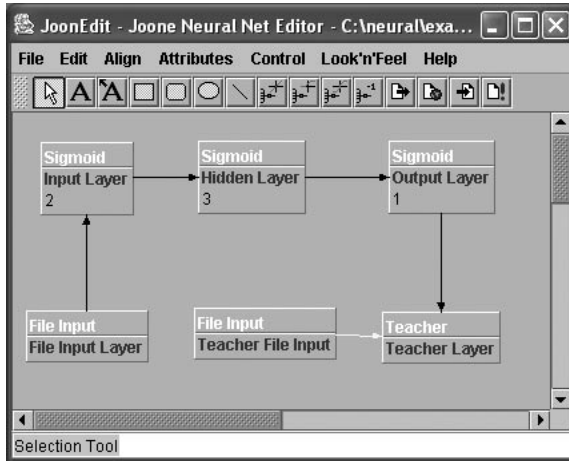 JoonEdit - Joone Neural Net Editor - C:\neural\exa...
File Edit Align Attributes Control Look'n'Feel Help
A A
Sigmoid
Input Layer
2
Sigmoid
Hidden Layer
3
Sigmoid
Output Layer
1
File Input
File Input Layer
File Input
Teacher File Input
Teacher
Teacher Layer
Selection Tool